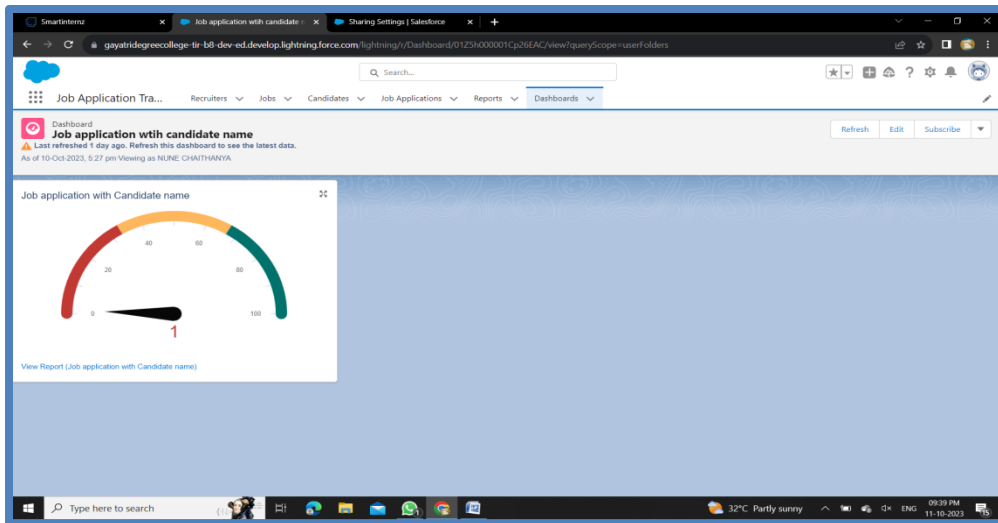 Smartinternz
Job application wtih candidate n
Sharing Settings | Salesforce
gayatridegreecollege-tir-b8-dev-ed.develop.lightning.force.com/lightning/r/Dashboard/01Z5h000001Cp26EAC/view?queryScope=userFolders
Search...
Job Application Tra... Recruiters Jobs Candidates Job Applications Reports Dashboards
Dashboard
Job application wtih candidate name
Last refreshed 1 day ago. Refresh this dashboard to see the latest data.
As of 10-Oct-2023, 5:27 pm Viewing as NUNE CHAITHANYA
Refresh Edit Subscribe
Job application with Candidate name
40 60
20 80
0 100
1
View Report (Job application with Candidate name)
Type here to search
32°C Partly sunny
ENG
09:39 PM
11-10-2023
15